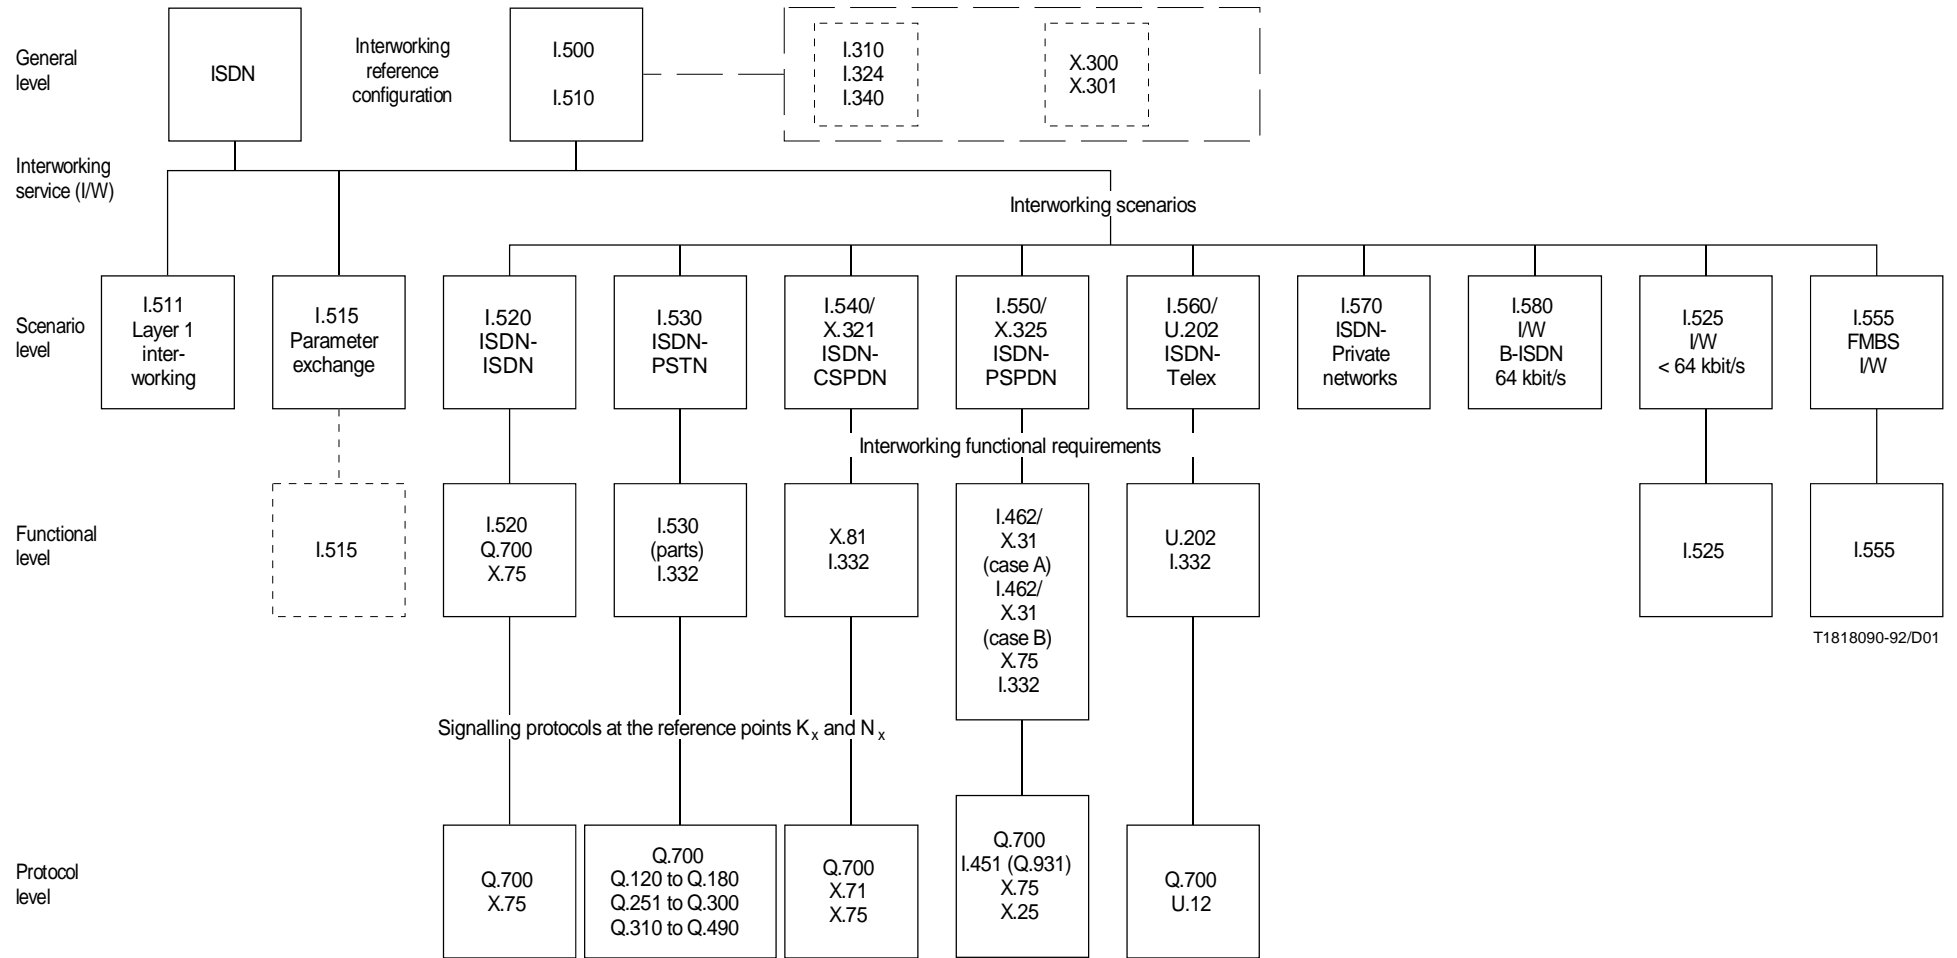 General
level
ISDN
Interworking
reference
configuration
I.500
I.510
I.310
I.324
I.340
X.300
X.301
Interworking
service (I/W)
Interworking scenarios
Scenario
level
I.511
Layer 1
inter-
working
I.515
Parameter
exchange
I.520
ISDN-
ISDN
I.530
ISDN-
PSTN
I.540/
X.321
ISDN-
CSPDN
I.550/
X.325
ISDN-
PSPDN
I.560/
U.202
ISDN-
Telex
I.570
ISDN-
Private
networks
I.580
I/W
B-ISDN
64 kbit/s
I.525
I/W
< 64 kbit/s
I.555
FMBS
I/W
Interworking functional requirements
Functional
level
I.515
I.520
Q.700
X.75
I.530
(parts)
I.332
X.81
I.332
I.462/
X.31
(case A)
I.462/
X.31
(case B)
X.75
I.332
U.202
I.332
I.525
I.555
T1818090-92/D01
Signalling protocols at the reference points K x and N x
Protocol
level
Q.700
X.75
Q.700
Q.120 to Q.180
Q.251 to Q.300
Q.310 to Q.490
Q.700
X.71
X.75
Q.700
I.451 (Q.931)
X.75
X.25
Q.700
U.12